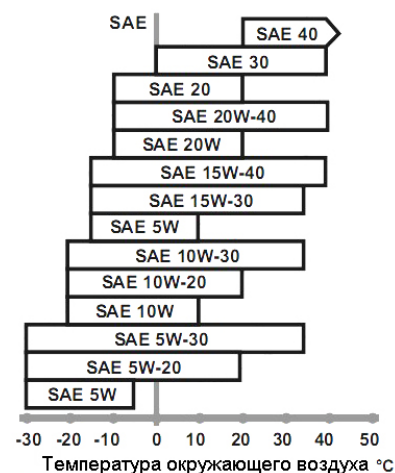 SAE
SAE 40
SAE 30
SAE 20
SAE 20W-40
SAE 20W
SAE 15W-40
SAE 15W-30
SAE 5W
SAE 10W-30
SAE 10W-20
SAE 10W
SAE 5W-30
SAE 5W-20
SAE 5W
-30 -20 -10 0 10 20 30 40 50
Температура окружающего воздуха °C